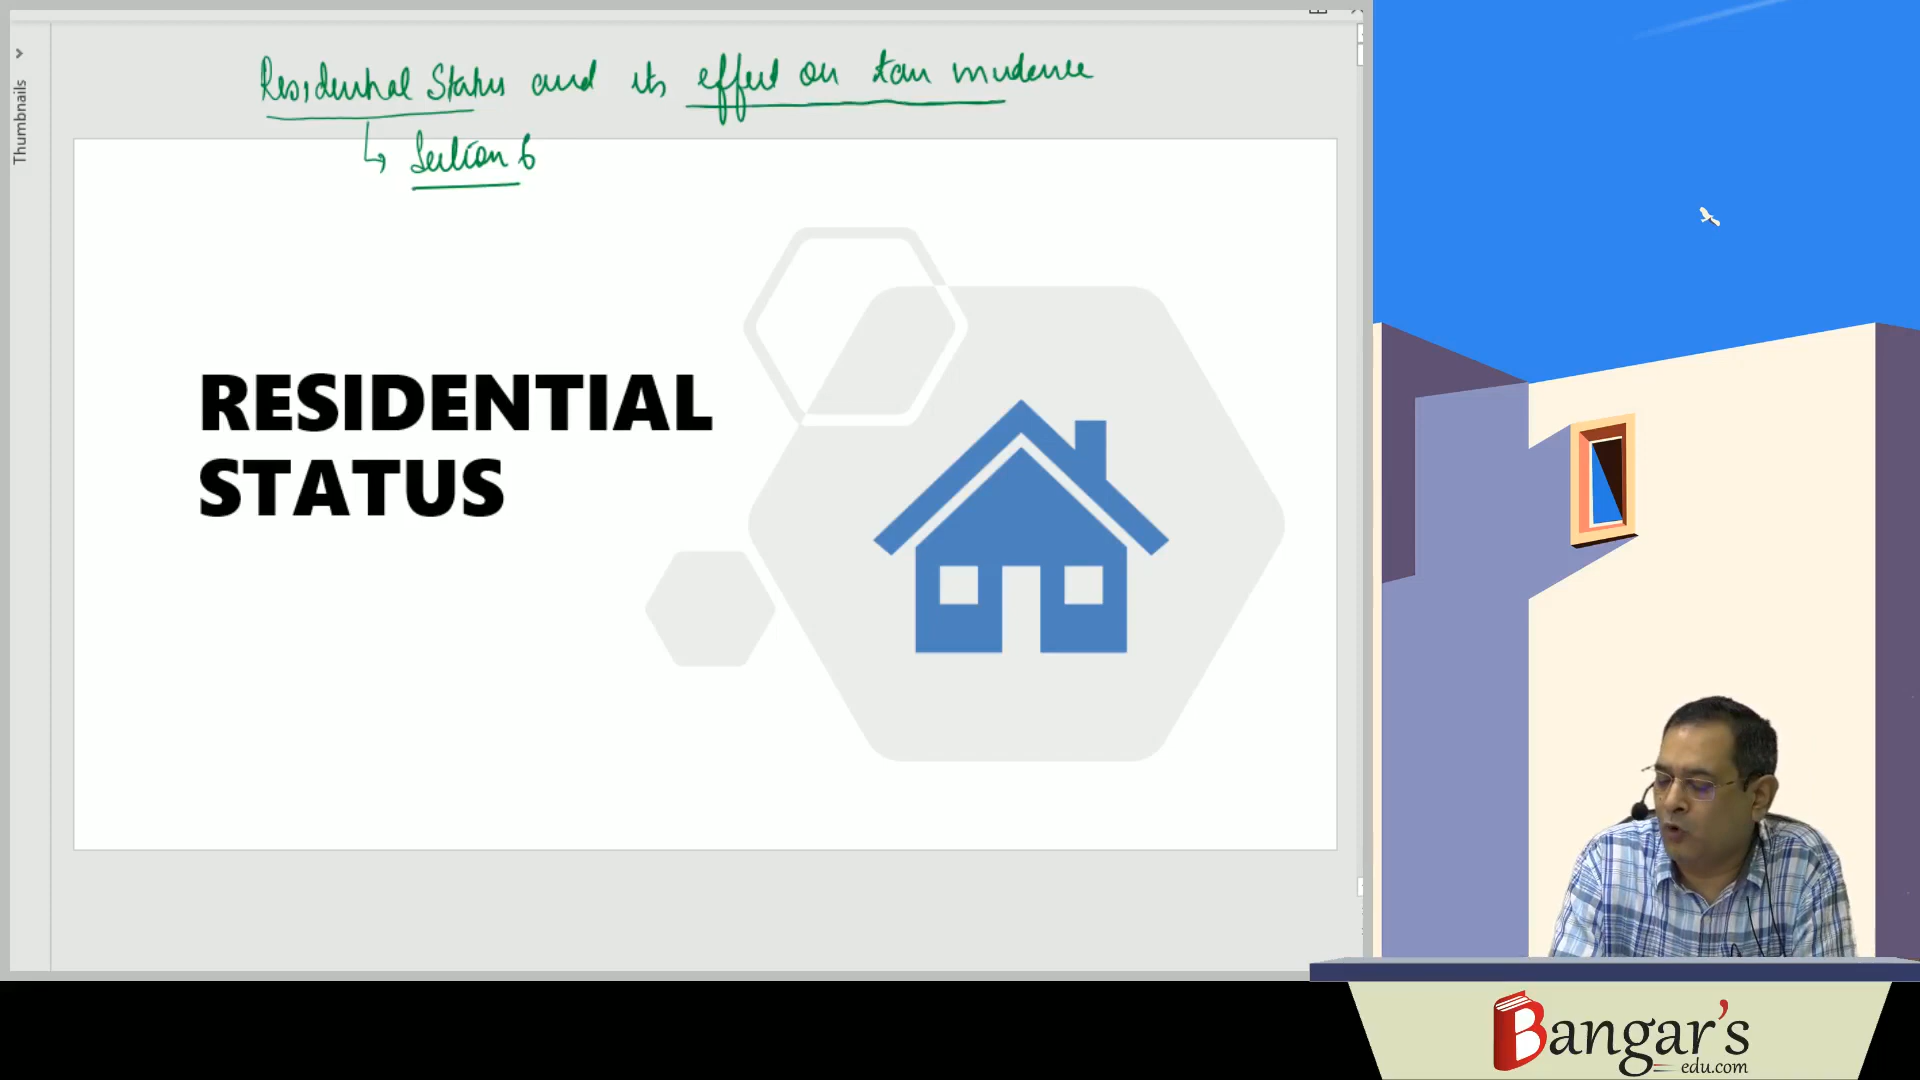 Thumbnails
Residential Status and its effect on tax incidence
↳ Section 6
RESIDENTIAL
STATUS
Bangar's
edu.com